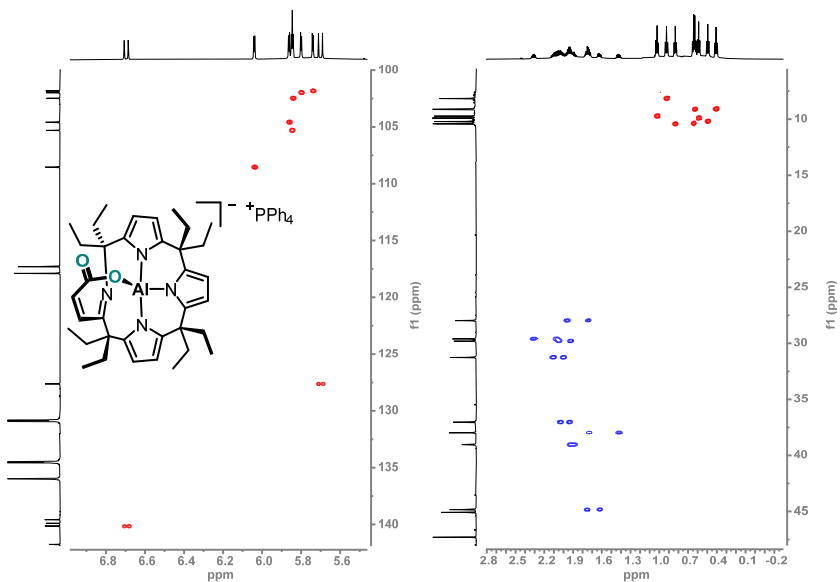 100
105
110
115
120
125
130
135
140
f1 (ppm)
6.8 6.6 6.4 6.2 6.0 5.8 5.6
ppm
− +PPh4
O
O
N
N
Al
N
N
10
15
20
25
30
35
40
45
f1 (ppm)
2.8 2.5 2.2 1.9 1.6 1.3 1.0 0.7 0.4 0.1 -0.2
ppm